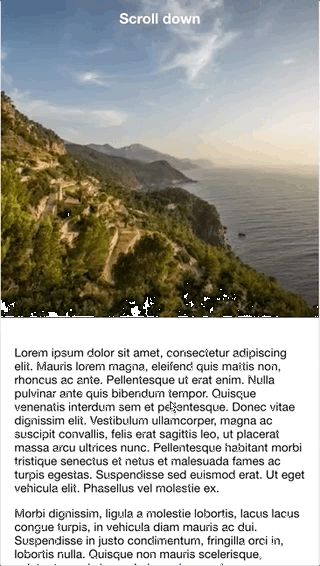 Scroll down
Lorem ipsum dolor sit amet, consectetur adipiscing
elit. Mauris lorem magna, eleifend quis mattis non,
rhoncus ac ante. Pellentesque ut erat enim. Nulla
pulvinar ante quis bibendum tempor. Quisque
venenatis interdum sem et pellentesque. Donec vitae
dignissim elit. Vestibulum ullamcorper, magna ac
suscipit convallis, felis erat sagittis leo, ut placerat
massa arcu ultrices nunc. Pellentesque habitant morbi
tristique senectus et netus et malesuada fames ac
turpis egestas. Suspendisse sed euismod erat. Ut eget
vehicula elit. Phasellus vel molestie ex.
Morbi dignissim, ligula a molestie lobortis, lacus lacus
congue turpis, in vehicula diam mauris ac dui.
Suspendisse in justo condimentum, fringilla orci in,
lobortis nulla. Quisque non mauris scelerisque,